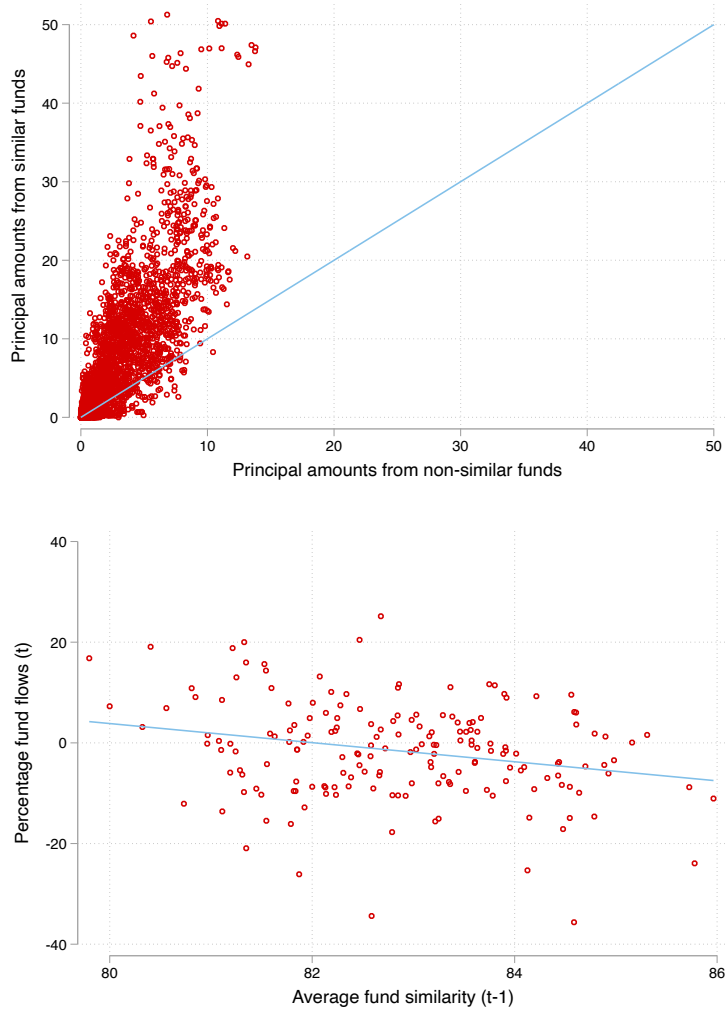 50
40
30
20
10
0
Principal amounts from similar funds
0 10 20 30 40 50
Principal amounts from non-similar funds
40
20
0
-20
-40
Percentage fund flows (t)
80 82 84 86
Average fund similarity (t-1)